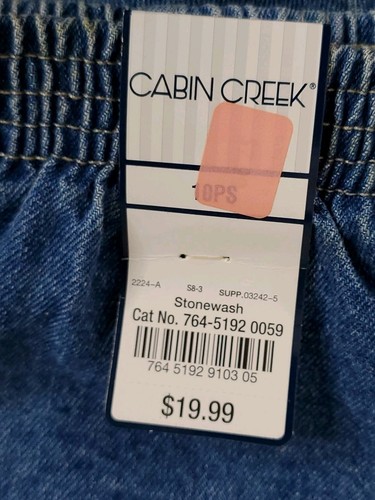 CABIN CREEK®
10PS
2224-A S8-3 SUPP.03242-5
Stonewash
Cat No. 764-5192 0059
764 5192 9103 05
$19.99